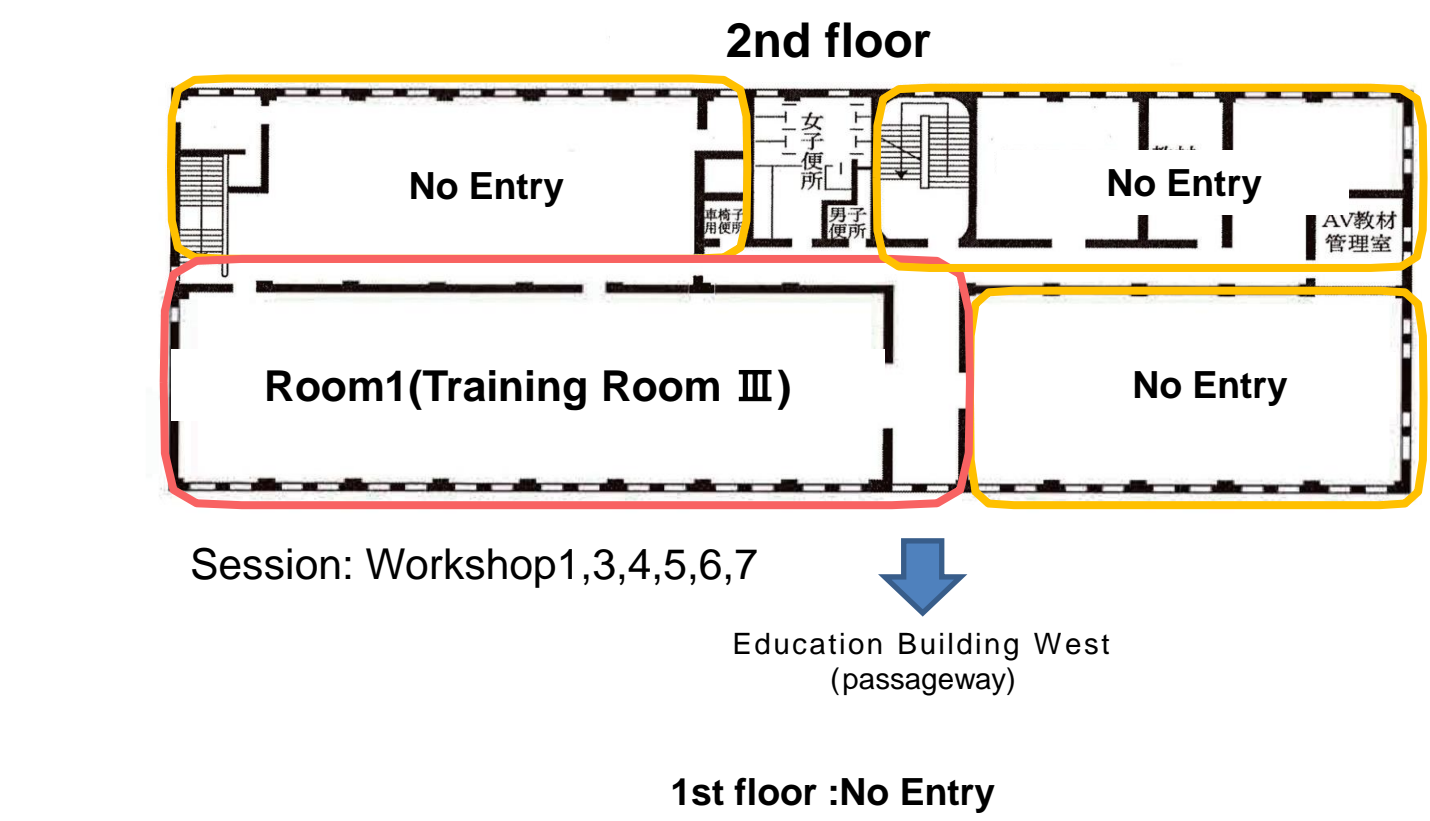 2nd floor
女子便所
No Entry
No Entry
車椅子
用便所
男子
便所
AV教材
管理室
Room1(Training Room Ⅲ)
No Entry
Session: Workshop1,3,4,5,6,7
Education Building West
(passageway)
1st floor :No Entry